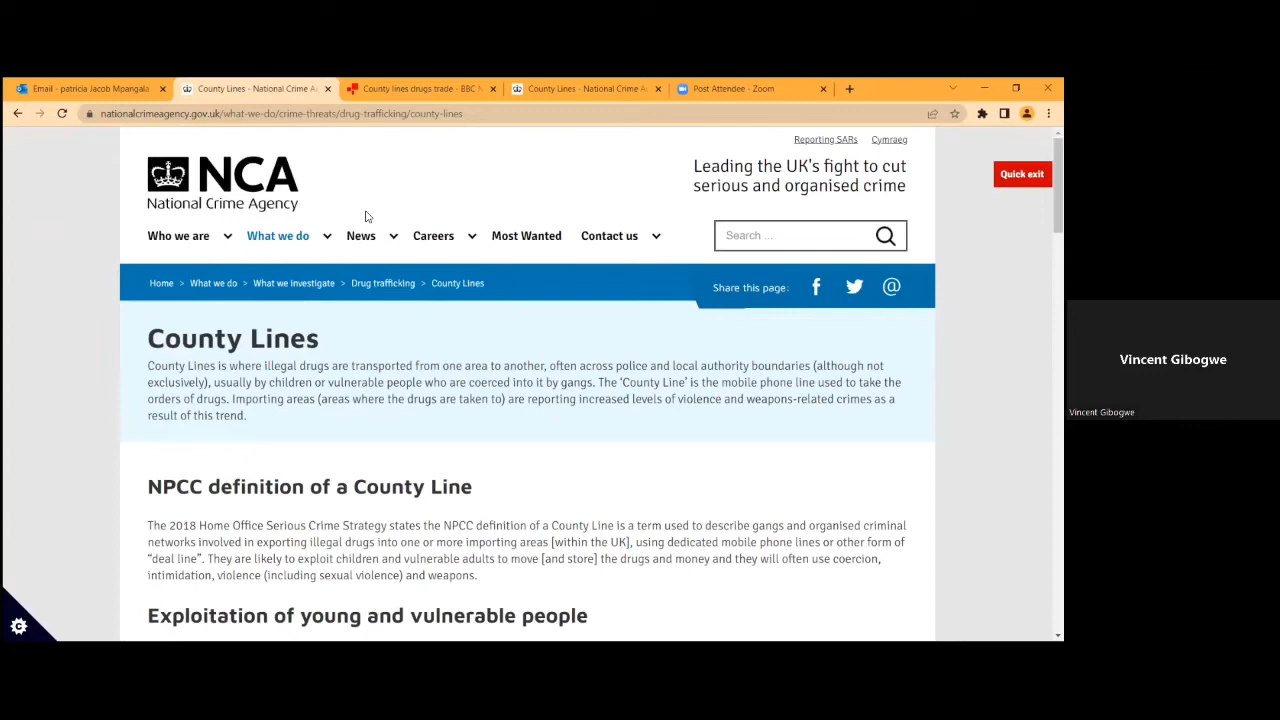 Email - patricia Jacob Mpangala
County Lines - National Crime A
County lines drugs trade - BBC N
County Lines - National Crime A
Post Attendee - Zoom
nationalcrimeagency.gov.uk/what-we-do/crime-threats/drug-trafficking/county-lines
Reporting SARs Cymraeg
NCA
National Crime Agency
Leading the UK's fight to cut
serious and organised crime
Quick exit
Who we are What we do News Careers Most Wanted Contact us
Search ...
Home > What we do > What we investigate > Drug trafficking > County Lines
Share this page:
County Lines
County Lines is where illegal drugs are transported from one area to another, often across police and local authority boundaries (although not
exclusively), usually by children or vulnerable people who are coerced into it by gangs. The 'County Line' is the mobile phone line used to take the
orders of drugs. Importing areas (areas where the drugs are taken to) are reporting increased levels of violence and weapons-related crimes as a
result of this trend.
NPCC definition of a County Line
The 2018 Home Office Serious Crime Strategy states the NPCC definition of a County Line is a term used to describe gangs and organised criminal
networks involved in exporting illegal drugs into one or more importing areas [within the UK], using dedicated mobile phone lines or other form of
“deal line”. They are likely to exploit children and vulnerable adults to move [and store] the drugs and money and they will often use coercion,
intimidation, violence (including sexual violence) and weapons.
Exploitation of young and vulnerable people
Vincent Gibogwe
Vincent Gibogwe